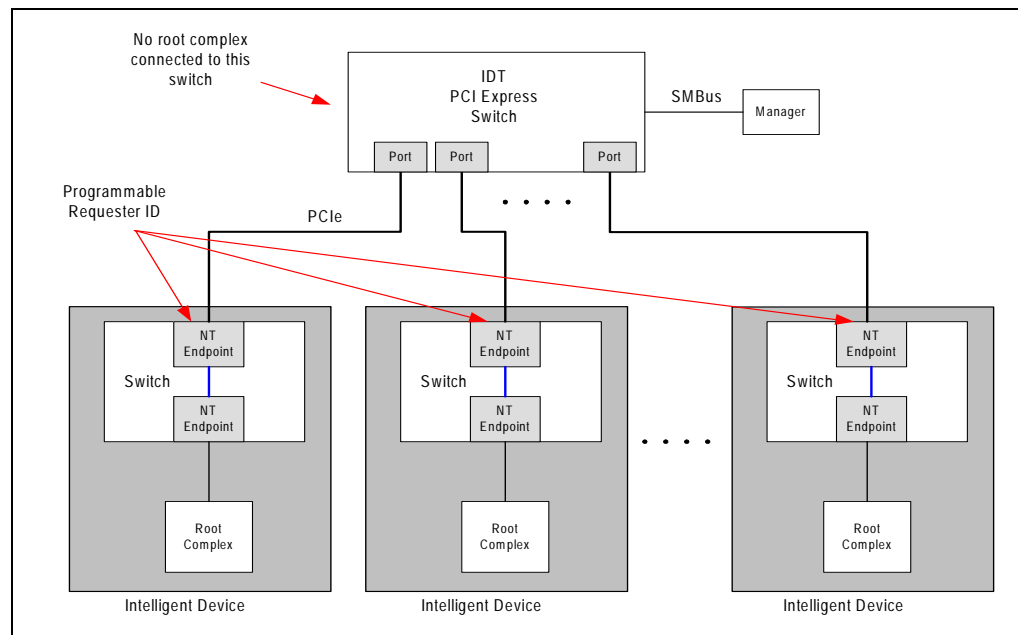 No root complex
connected to this
switch
IDT
PCI Express
Switch
SMBus
Manager
Port
Port
Port
Programmable
Requester ID
PCIe
NT
Endpoint
NT
Endpoint
NT
Endpoint
Switch
Switch
Switch
NT
Endpoint
NT
Endpoint
NT
Endpoint
Root
Complex
Root
Complex
Root
Complex
Intelligent Device
Intelligent Device
Intelligent Device